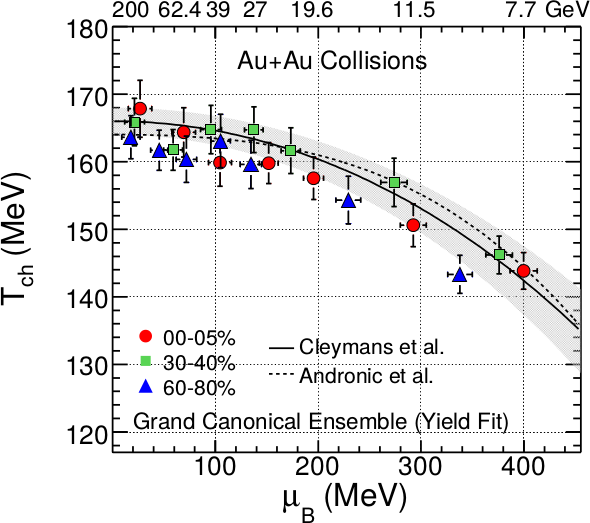 200 62.4 39 27 19.6 11.5 7.7 GeV
180
Au+Au Collisions
170
160
150
140
130
120
T_ch (MeV)
00-05%
30-40%
60-80%
Cleymans et al.
Andronic et al.
Grand Canonical Ensemble (Yield Fit)
100 200 300 400
μ_B (MeV)